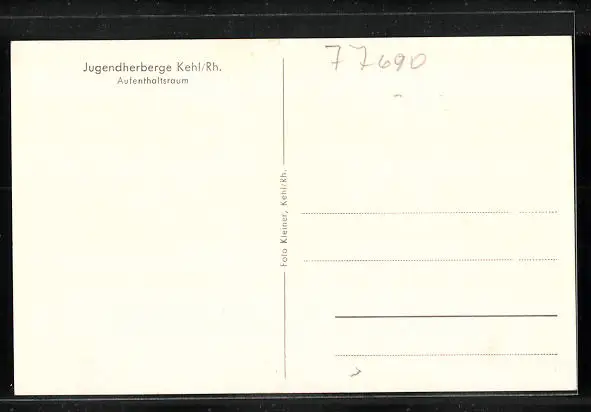 Jugendherberge Kehl/Rh.
Aufenthaltsraum
77690
Foto Kleiner, Kehl/Rh.